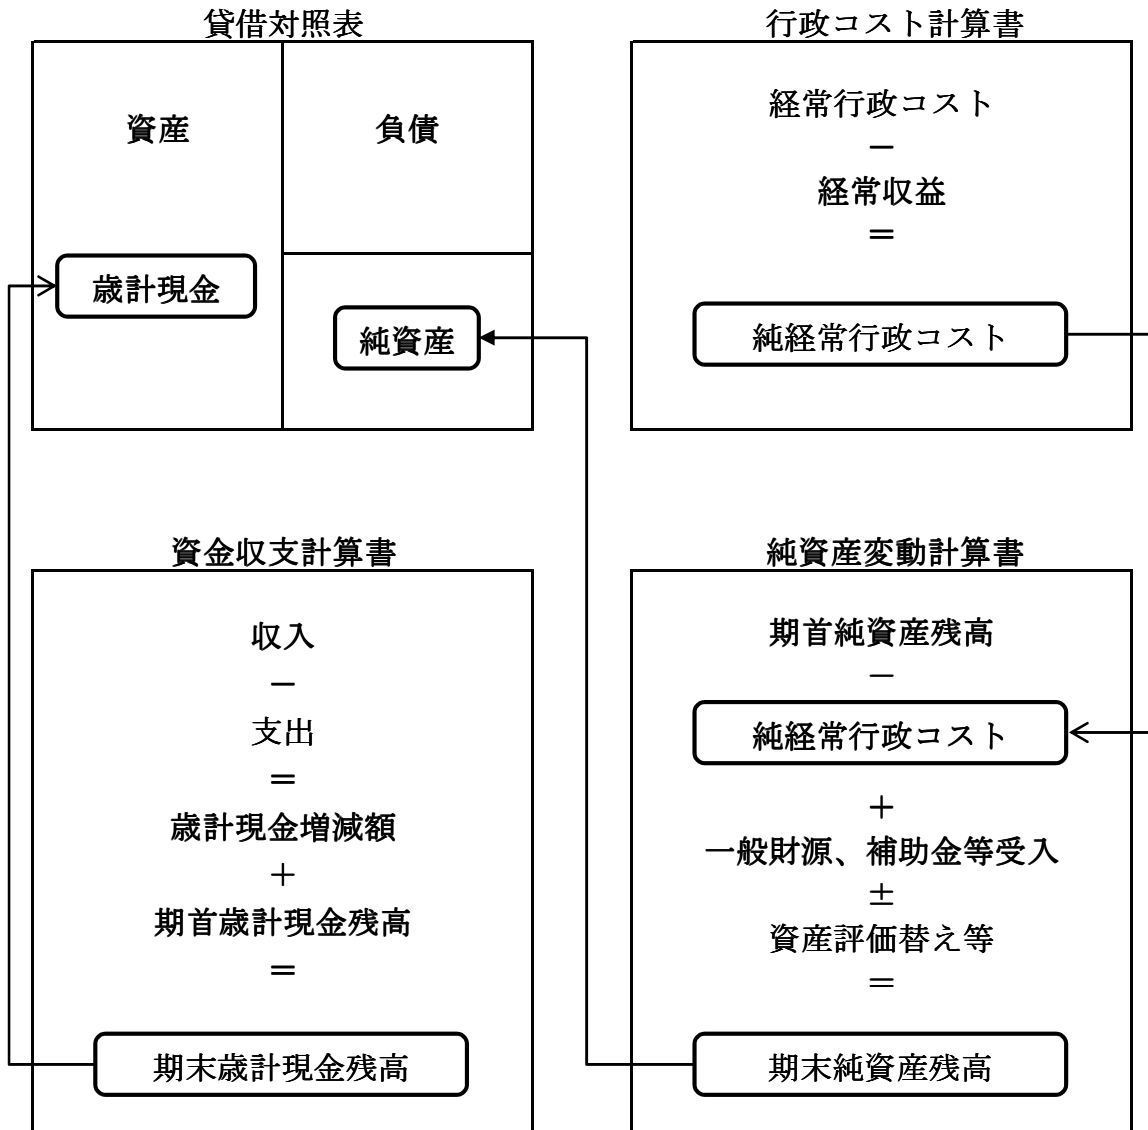 貸借対照表
資産
負債
歳計現金
純資産
行政コスト計算書
経常行政コスト
－
経常収益
＝
純経常行政コスト
資金収支計算書
収入
－
支出
＝
歳計現金増減額
＋
期首歳計現金残高
＝
期末歳計現金残高
純資産変動計算書
期首純資産残高
－
純経常行政コスト
＋
一般財源、補助金等受入
±
資産評価替え等
＝
期末純資産残高